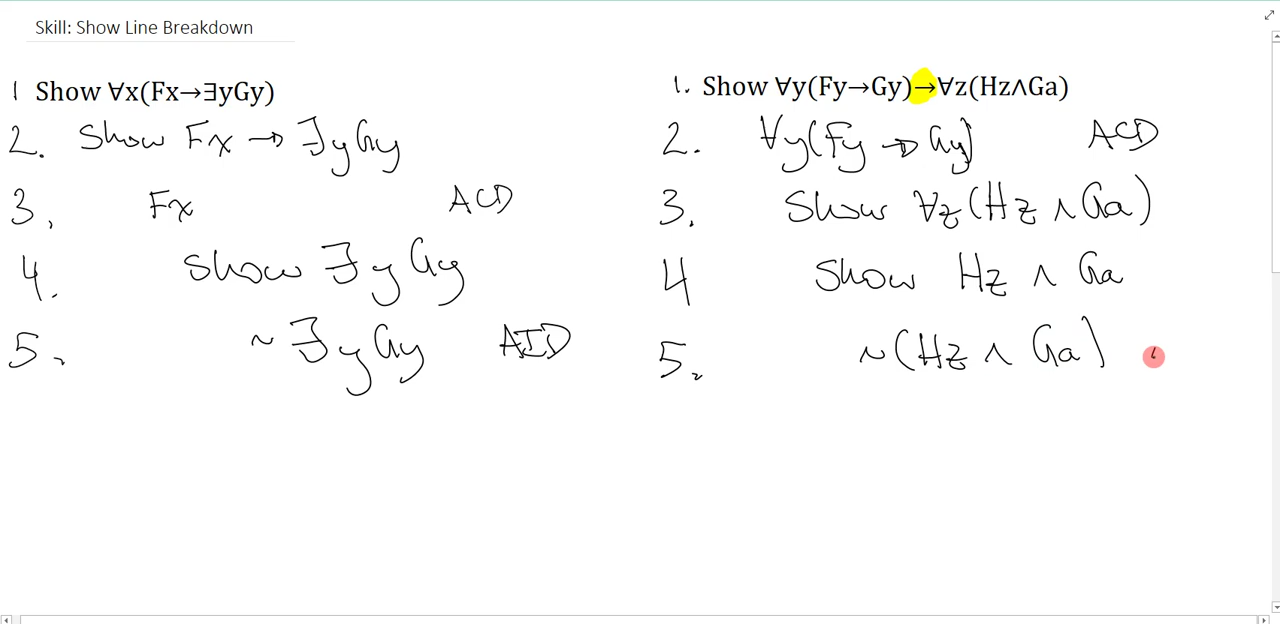 Skill: Show Line Breakdown
1 Show ∀x(Fx→∃yGy)
2. Show Fx → ∃yGy
3. Fx ACD
4. Show ∃yGy
5. ~∃yGy AID
1. Show ∀y(Fy→Gy)→∀z(Hz∧Ga)
2. ∀y(Fy → Gy) ACD
3. Show ∀z(Hz ∧ Ga)
4 Show Hz ∧ Ga
5. ~(Hz ∧ Ga)